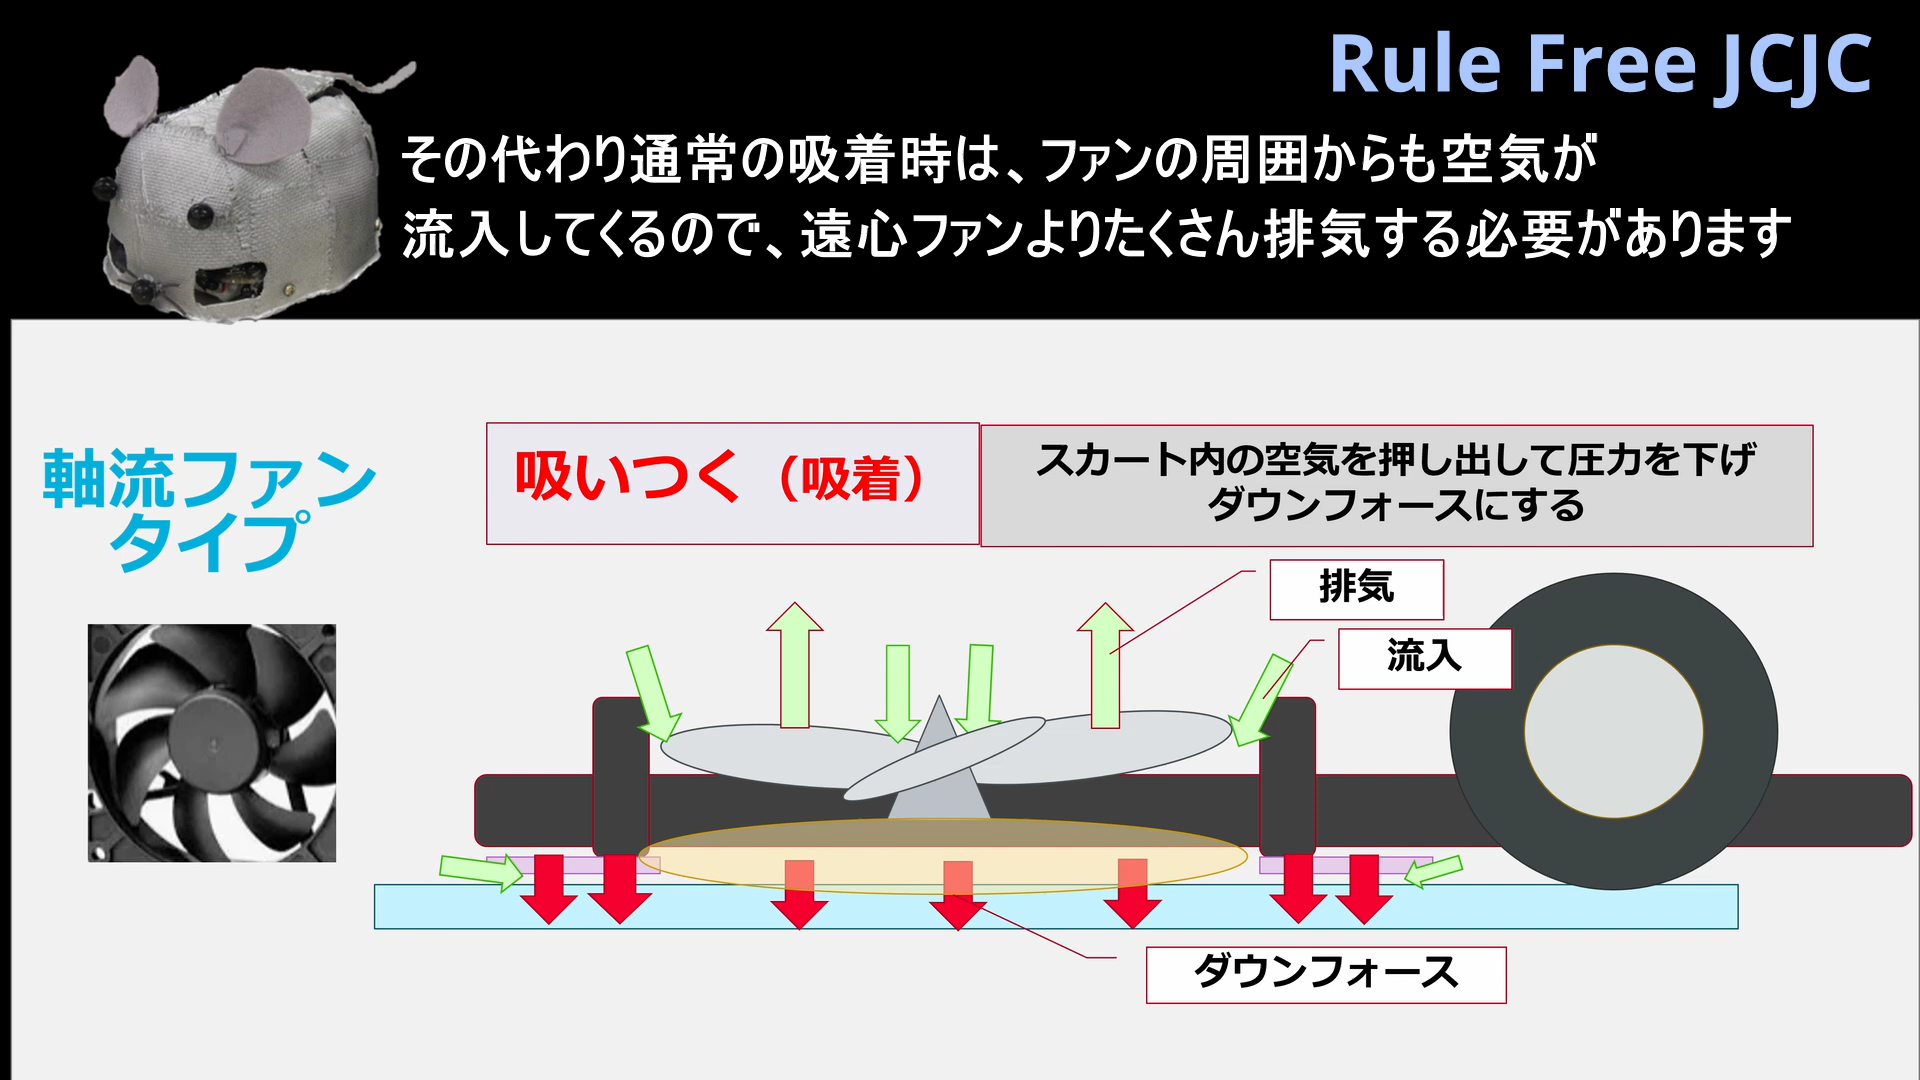 Rule Free JCJC
その代わり通常の吸着時は、ファンの周囲からも空気が
流入してくるので、遠心ファンよりたくさん排気する必要があります
軸流ファン
タイプ
吸いつく（吸着）
スカート内の空気を押し出して圧力を下げ
ダウンフォースにする
排気
流入
ダウンフォース